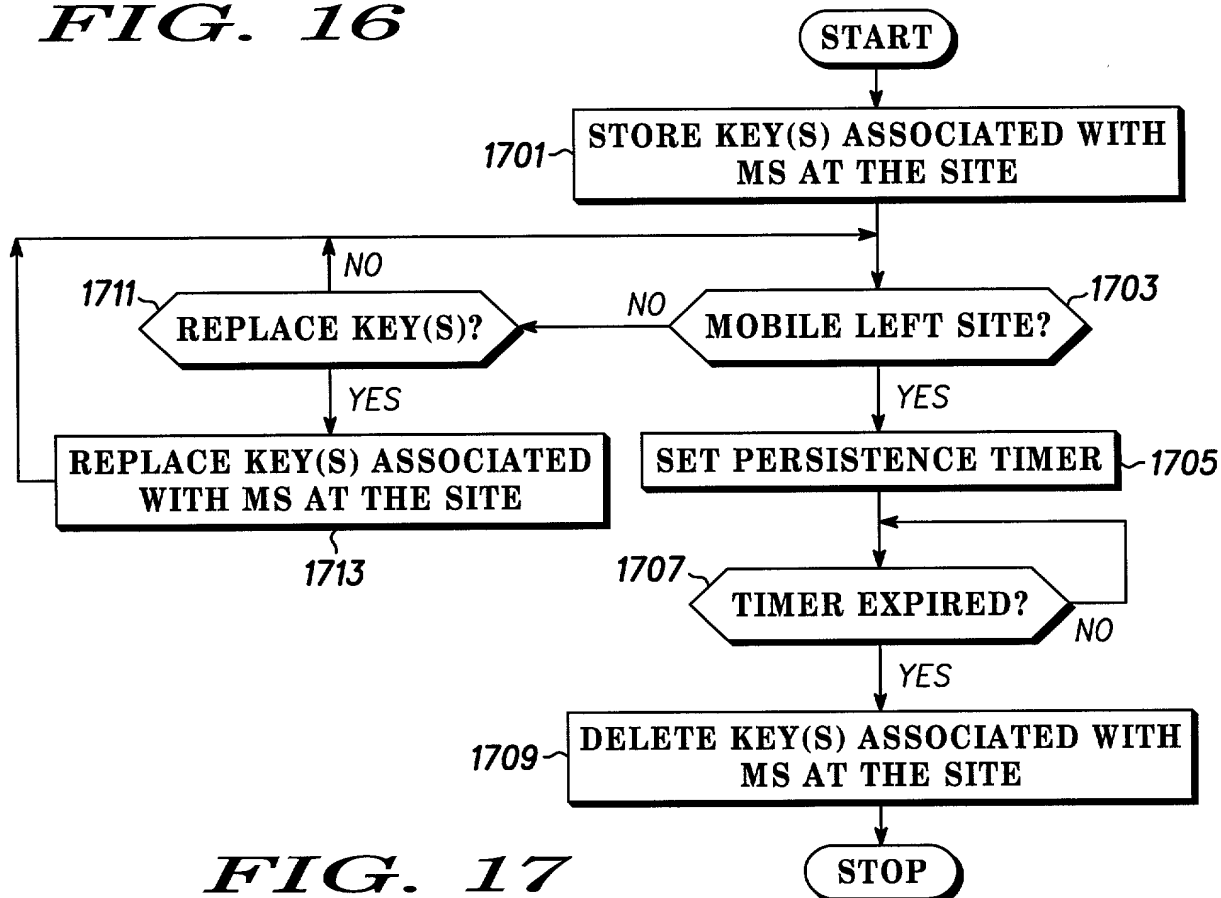 FIG. 16
START
1701
STORE KEY(S) ASSOCIATED WITH
MS AT THE SITE
NO
1711
REPLACE KEY(S)?
NO
MOBILE LEFT SITE?
1703
YES
YES
REPLACE KEY(S) ASSOCIATED
WITH MS AT THE SITE
1713
SET PERSISTENCE TIMER
1705
1707
TIMER EXPIRED?
NO
YES
1709
DELETE KEY(S) ASSOCIATED WITH
MS AT THE SITE
STOP
FIG. 17